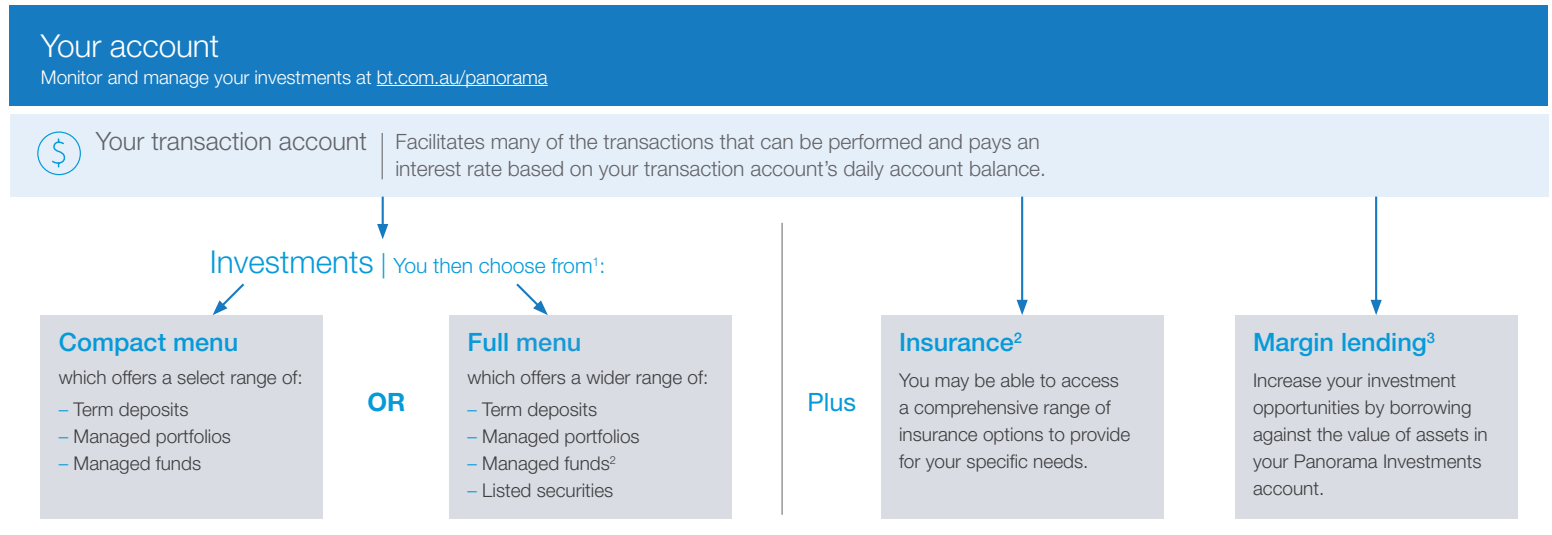 Your account
Monitor and manage your investments at bt.com.au/panorama
$
Your transaction account
Facilitates many of the transactions that can be performed and pays an
interest rate based on your transaction account’s daily account balance.
Investments | You then choose from¹:
Compact menu
which offers a select range of:
– Term deposits
– Managed portfolios
– Managed funds
OR
Full menu
which offers a wider range of:
– Term deposits
– Managed portfolios
– Managed funds²
– Listed securities
Plus
Insurance²
You may be able to access
a comprehensive range of
insurance options to provide
for your specific needs.
Margin lending³
Increase your investment
opportunities by borrowing
against the value of assets in
your Panorama Investments
account.